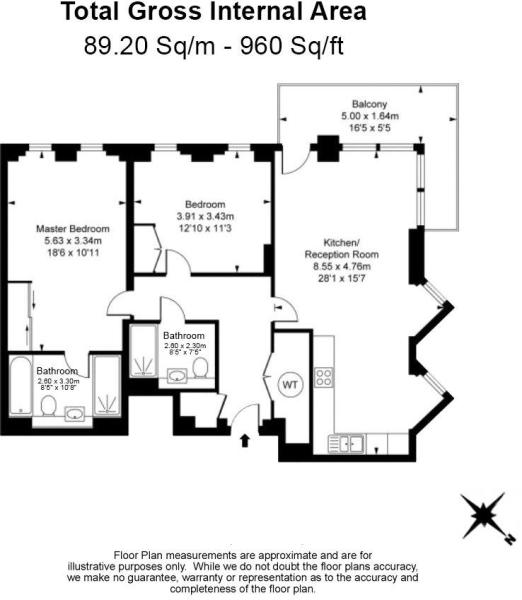 Total Gross Internal Area
89.20 Sq/m - 960 Sq/ft
Balcony
5.00 x 1.64m
16'5 x 5'5
Bedroom
3.91 x 3.43m
12'10 x 11'3
Master Bedroom
5.63 x 3.34m
18'6 x 10'11
Kitchen/
Reception Room
8.55 x 4.76m
28'1 x 15'7
Bathroom
2.60 x 2.30m
8'5" x 7'5"
Bathroom
2.60 x 3.30m
8'5" x 10'8"
WT
N
Floor Plan measurements are approximate and are for
illustrative purposes only. While we do not doubt the floor plans accuracy,
we make no guarantee, warranty or representation as to the accuracy and
completeness of the floor plan.